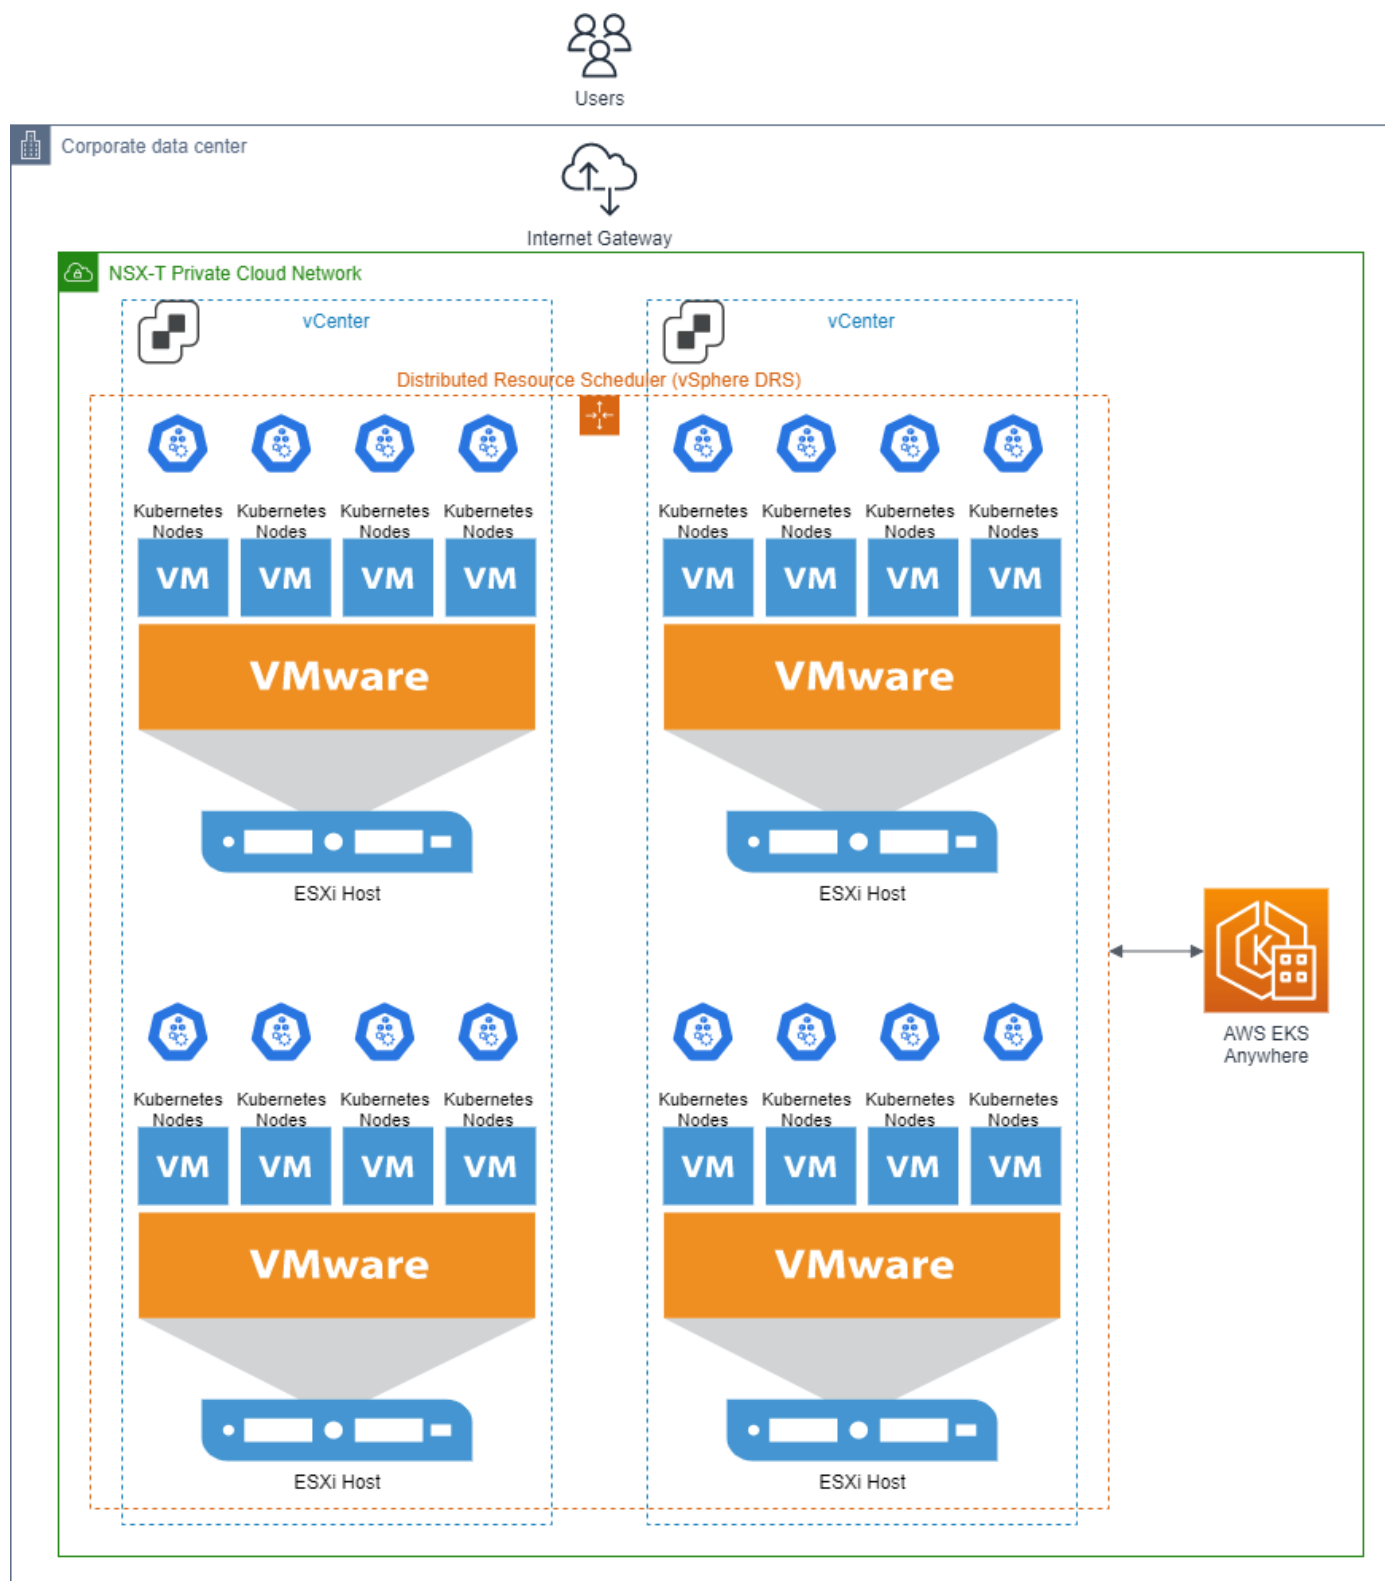 Users
Corporate data center
Internet Gateway
NSX-T Private Cloud Network
vCenter
vCenter
Distributed Resource Scheduler (vSphere DRS)
Kubernetes Kubernetes Kubernetes Kubernetes
Nodes Nodes Nodes Nodes
VM VM VM VM
VMware
ESXi Host
Kubernetes Kubernetes Kubernetes Kubernetes
Nodes Nodes Nodes Nodes
VM VM VM VM
VMware
ESXi Host
K
AWS EKS
Anywhere
Kubernetes Kubernetes Kubernetes Kubernetes
Nodes Nodes Nodes Nodes
VM VM VM VM
VMware
ESXi Host
Kubernetes Kubernetes Kubernetes Kubernetes
Nodes Nodes Nodes Nodes
VM VM VM VM
VMware
ESXi Host